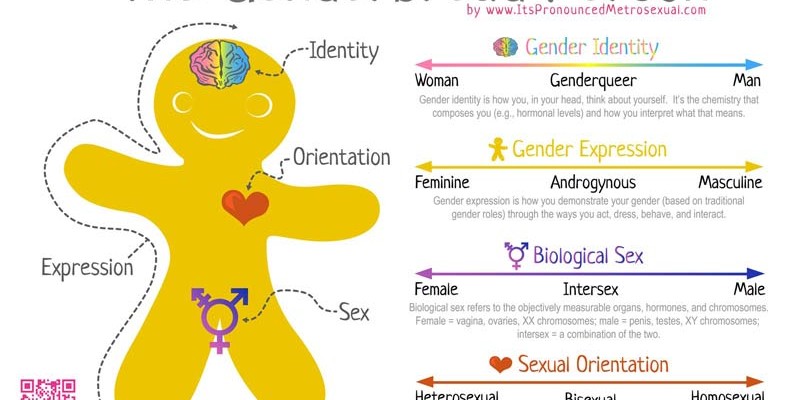 by www.ItsPronouncedMetrosexual.com
Identity
Orientation
Expression
Sex
Gender Identity
Woman Genderqueer Man
Gender identity is how you, in your head, think about yourself. It's the chemistry that
composes you (e.g., hormonal levels) and how you interpret what that means.
Gender Expression
Feminine Androgynous Masculine
Gender expression is how you demonstrate your gender (based on traditional
gender roles) through the ways you act, dress, behave, and interact.
Biological Sex
Female Intersex Male
Biological sex refers to the objectively measurable organs, hormones, and chromosomes.
Female = vagina, ovaries, XX chromosomes; male = penis, testes, XY chromosomes;
intersex = a combination of the two.
Sexual Orientation
Heterosexual Bisexual Homosexual